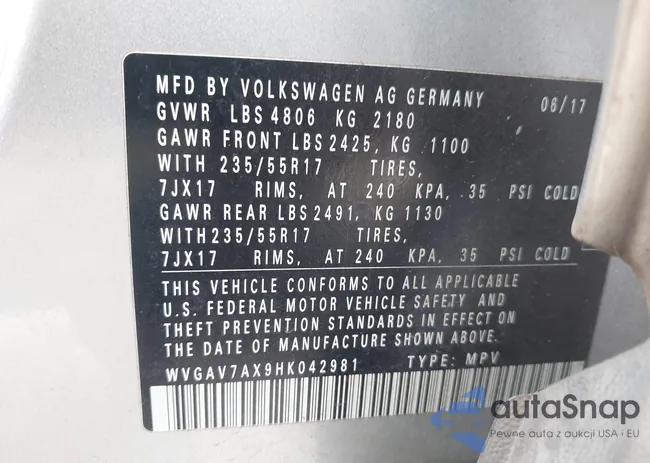 MFD BY VOLKSWAGEN AG GERMANY 06/17
GVWR LBS 4806 KG 2180
GAWR FRONT LBS 2425, KG 1100
WITH 235/55R17 TIRES,
7JX17 RIMS, AT 240 KPA, 35 PSI COLD
GAWR REAR LBS 2491, KG 1130
WITH 235/55R17 TIRES,
7JX17 RIMS, AT 240 KPA, 35 PSI COLD
THIS VEHICLE CONFORMS TO ALL APPLICABLE
U.S. FEDERAL MOTOR VEHICLE SAFETY AND
THEFT PREVENTION STANDARDS IN EFFECT ON
THE DATE OF MANUFACTURE SHOWN ABOVE.
WVGAV7AX9HK042981 TYPE: MPV
autaSnap
Pewne auta z aukcji USA i EU